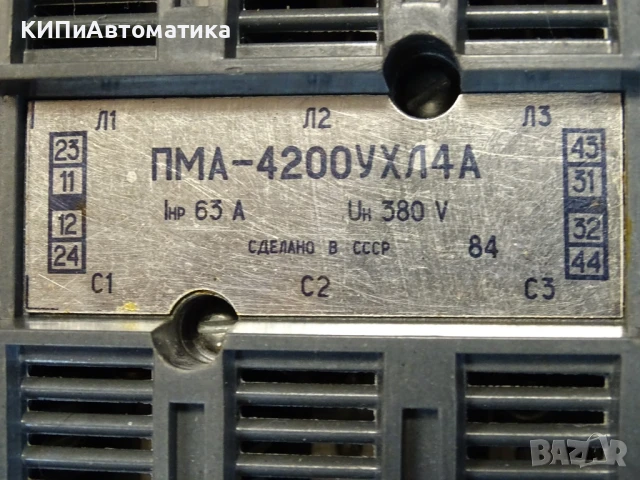 КИПиАвтоматика
Л1 Л2 Л3
23 ПМА-4200УХЛ4А 43
11 31
Iнр 63 А Uн 380 V
12 32
24 СДЕЛАНО В СССР 84 44
С1 С2 С3
BAZAR